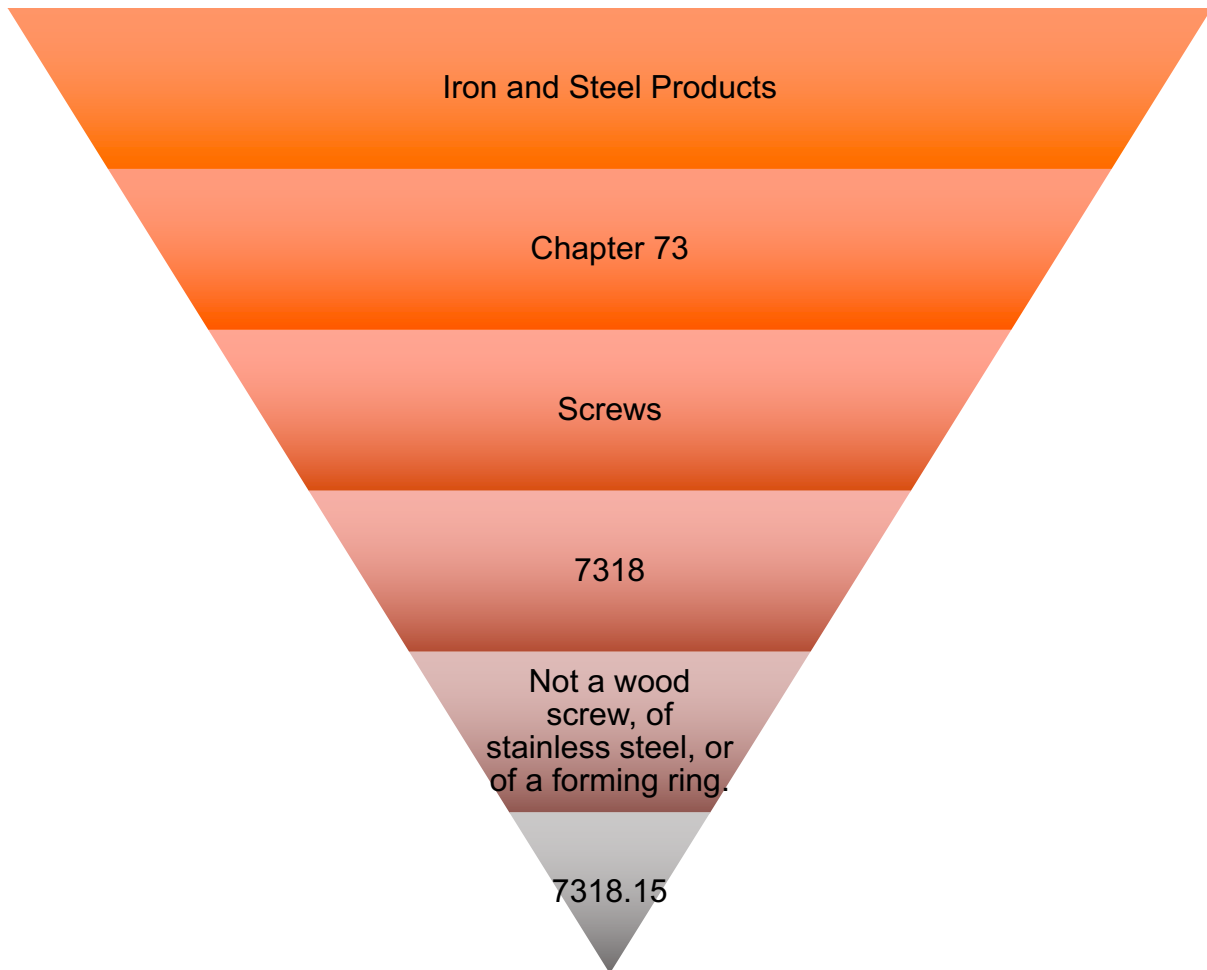 Iron and Steel Products
Chapter 73
Screws
7318
Not a wood
screw, of
stainless steel, or
of a forming ring.
7318.15